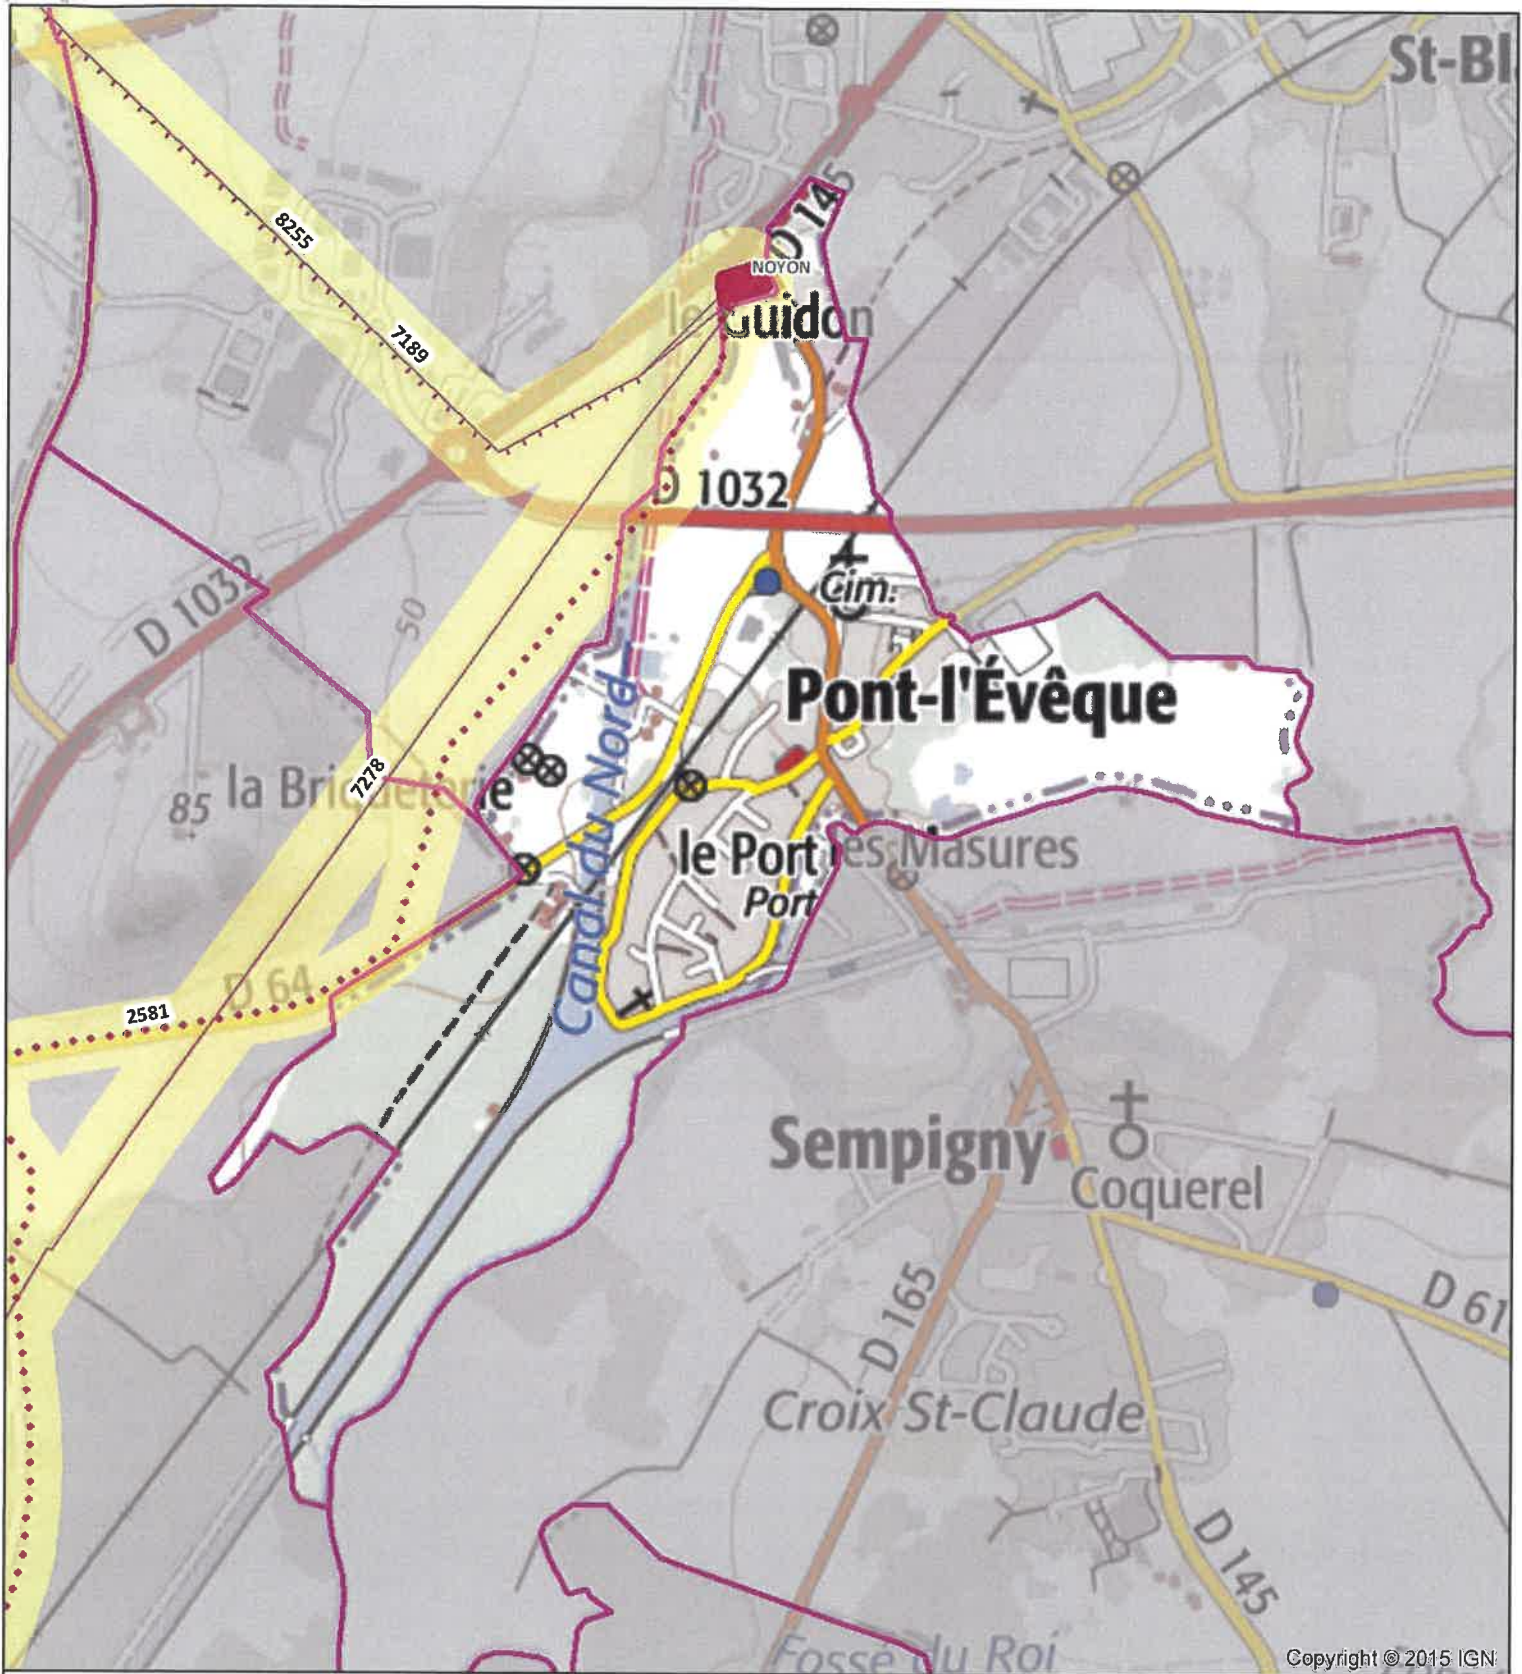 St-Bl
D 145
8255
NOYON
le Guidon
7189
D 1032
D 1032
Cim.
50
Pont-l'Évêque
Canal du Nord
7278
la Briqueterie
85
le Port
les Masures
Port
D 64
2581
Sempigny
Coquerel
D 165
D 61
Croix St-Claude
D 145
Fossé du Roi
Copyright © 2015 IGN